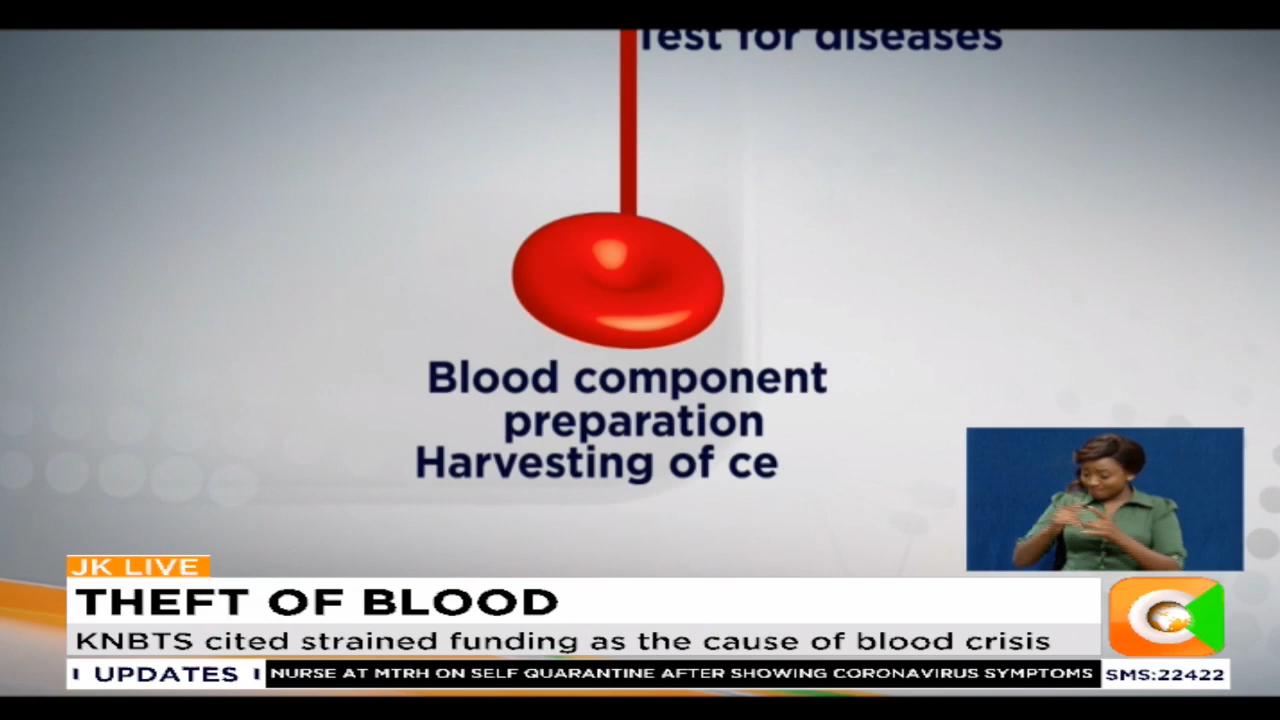 Test for diseases
Blood component
preparation
Harvesting of ce
JK LIVE
THEFT OF BLOOD
KNBTS cited strained funding as the cause of blood crisis
UPDATES
NURSE AT MTRH ON SELF QUARANTINE AFTER SHOWING CORONAVIRUS SYMPTOMS
SMS:22422